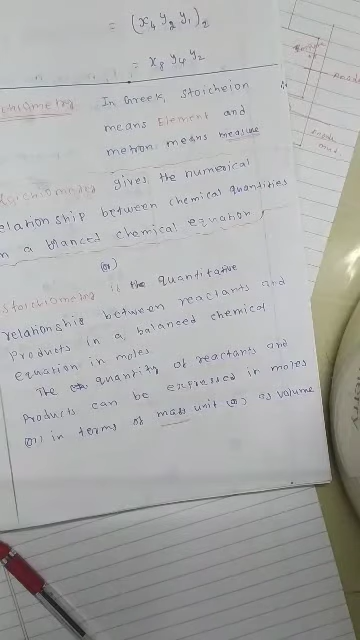 = (x₄ y₂ y₁)₂
= x₈ y₄ y₂
In Greek, stoicheion
means Element and
metron means measure
gives the numerical
relationship between chemical quantities
in a blanced chemical equation
(or)
Stoichiometry is the quantitative
relationship between reactants and
Products in a balanced chemical
equation in moles.
The quantity of reactants and
Products can be expressed in moles
(or) in terms of mass unit (or) as volume